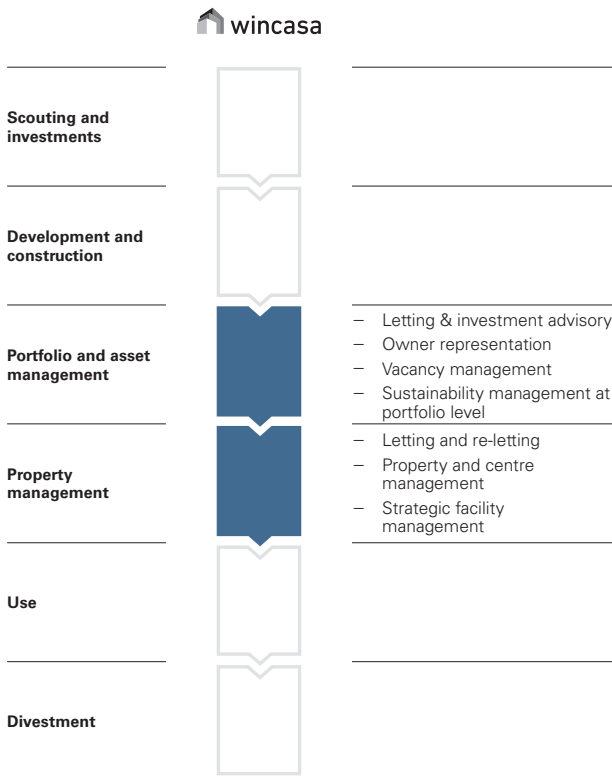 wincasa
Scouting and
investments
Development and
construction
Portfolio and asset
management
– Letting & investment advisory
– Owner representation
– Vacancy management
– Sustainability management at
portfolio level
Property
management
– Letting and re-letting
– Property and centre
management
– Strategic facility
management
Use
Divestment